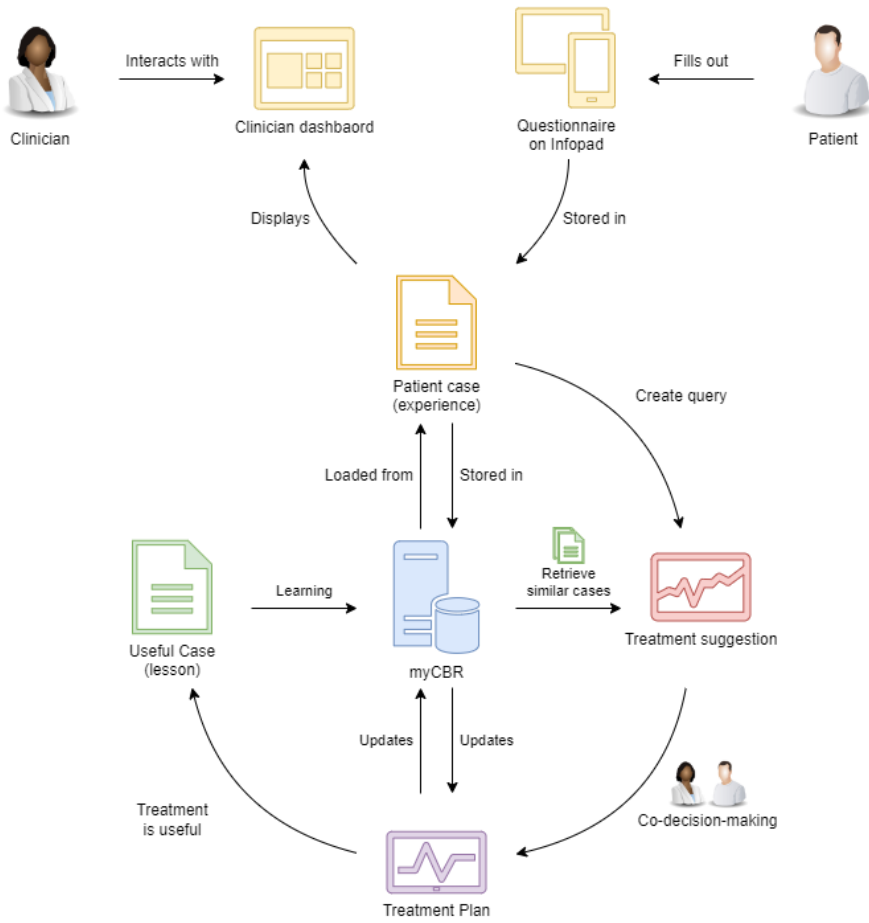 Interacts with
Fills out
Clinician
Clinician dashbaord
Questionnaire
on Infopad
Patient
Displays
Stored in
Patient case
(experience)
Create query
Loaded from
Stored in
Learning
Retrieve
similar cases
Useful Case
(lesson)
myCBR
Treatment suggestion
Updates
Updates
Treatment
is useful
Co-decision-making
Treatment Plan